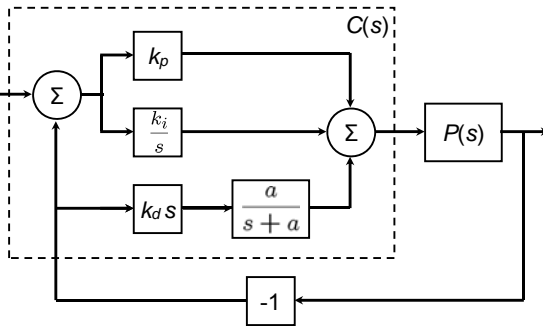 C(s)
k_p
Σ
k_i
s
Σ
P(s)
k_d s
a
s + a
-1